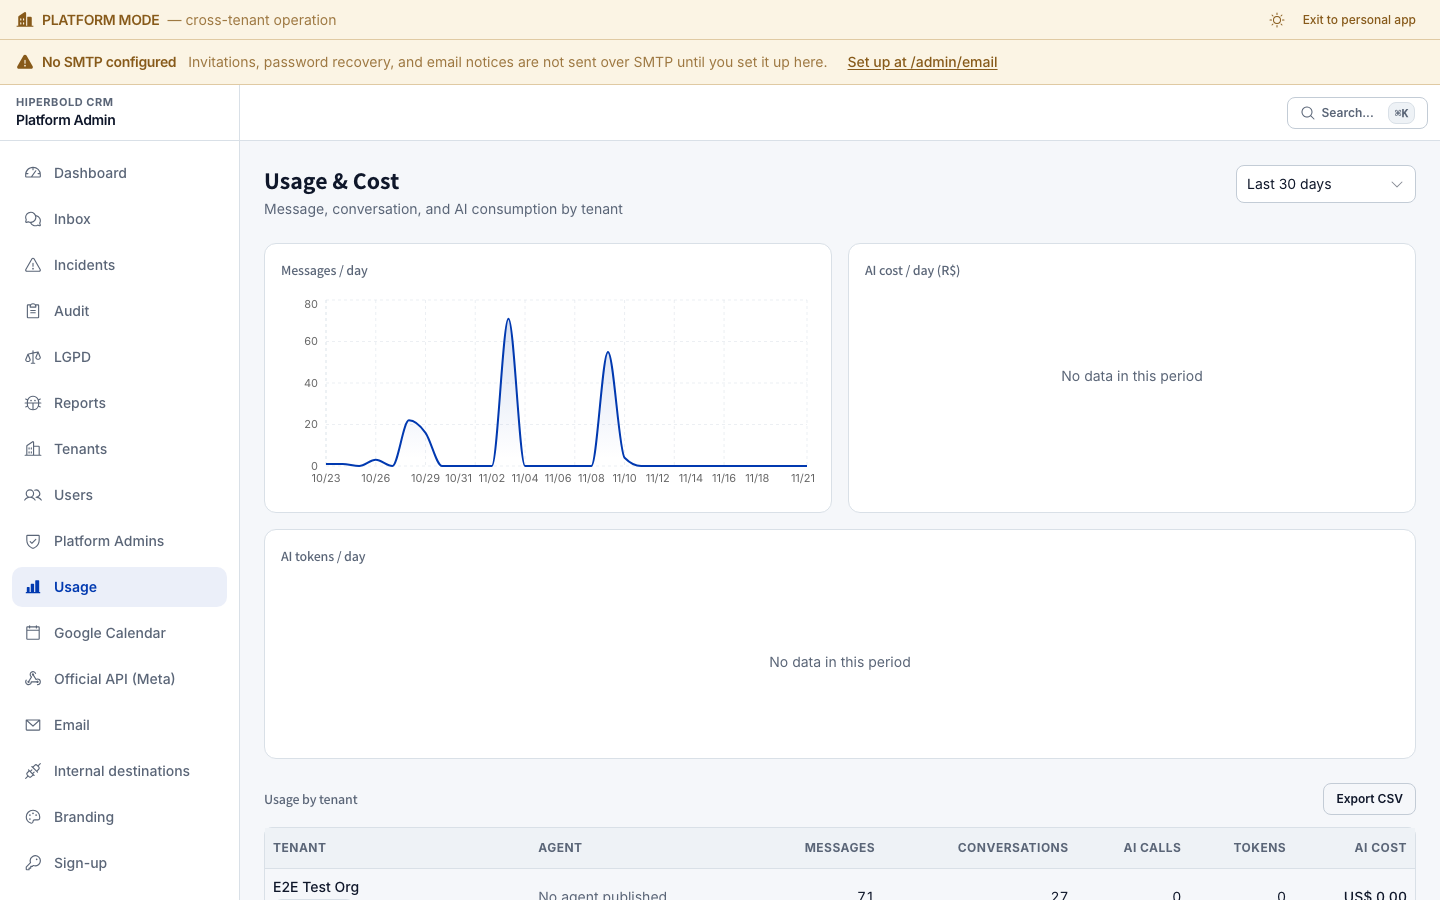 PLATFORM MODE — cross-tenant operation
Exit to personal app
No SMTP configured Invitations, password recovery, and email notices are not sent over SMTP until you set it up here. Set up at /admin/email
HIPERBOLD CRM
Platform Admin
Search... ⌘K
Dashboard
Inbox
Incidents
Audit
LGPD
Reports
Tenants
Users
Platform Admins
Usage
Google Calendar
Official API (Meta)
Email
Internal destinations
Branding
Sign-up
Usage & Cost
Message, conversation, and AI consumption by tenant
Last 30 days
Messages / day
80
60
40
20
0
10/23 10/26 10/29 10/31 11/02 11/04 11/06 11/08 11/10 11/12 11/14 11/16 11/18 11/21
AI cost / day (R$)
No data in this period
AI tokens / day
No data in this period
Usage by tenant
Export CSV
TENANT AGENT MESSAGES CONVERSATIONS AI CALLS TOKENS AI COST
E2E Test Org
No agent published 71 27 0 0 US$ 0.00